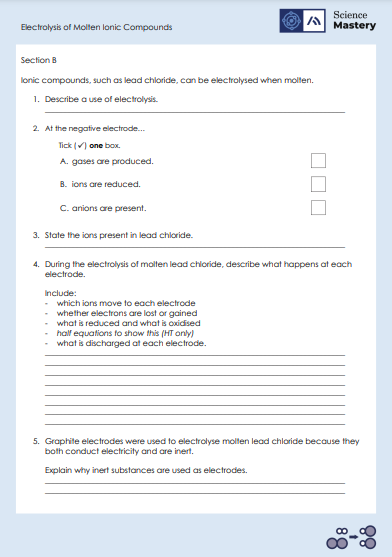 Electrolysis of Molten Ionic Compounds
Science
Mastery
Section B
Ionic compounds, such as lead chloride, can be electrolysed when molten.
1. Describe a use of electrolysis.
2. At the negative electrode...
Tick (✓) one box.
A. gases are produced.
B. ions are reduced.
C. anions are present.
3. State the ions present in lead chloride.
4. During the electrolysis of molten lead chloride, describe what happens at each
electrode.
Include:
- which ions move to each electrode
- whether electrons are lost or gained
- what is reduced and what is oxidised
- half equations to show this (HT only)
- what is discharged at each electrode.
5. Graphite electrodes were used to electrolyse molten lead chloride because they
both conduct electricity and are inert.
Explain why inert substances are used as electrodes.